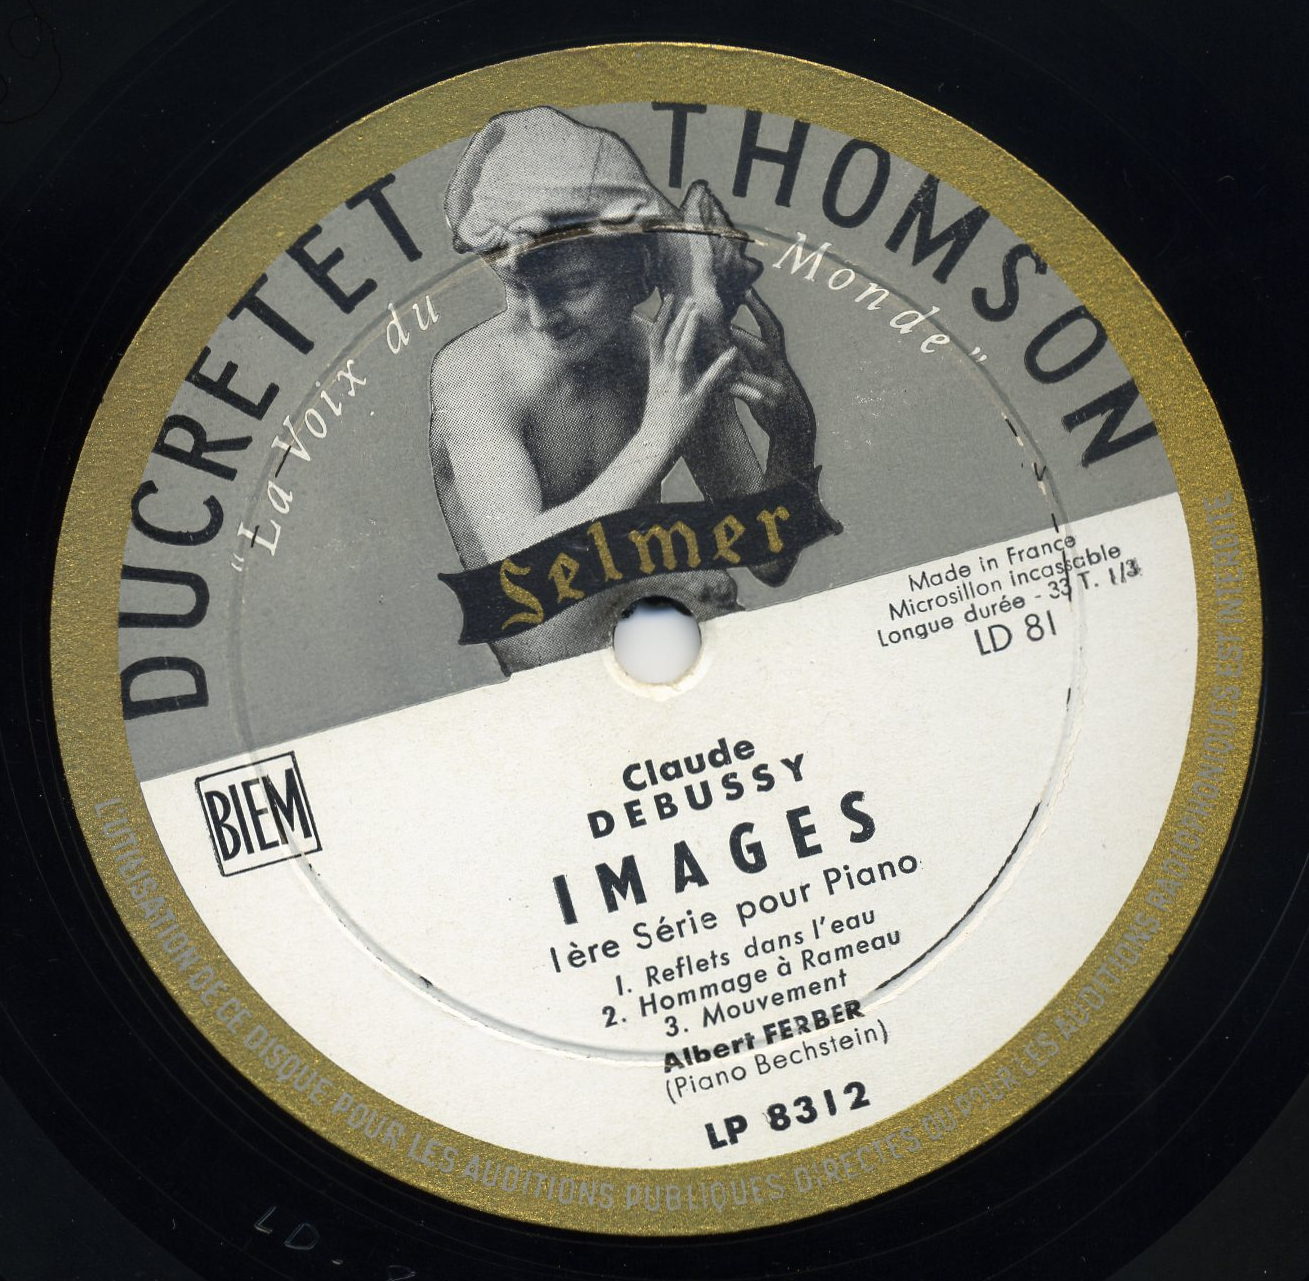 DUCRETET THOMSON
"La Voix du Monde"
Selmer
Made in France
Microsillon incassable
Longue durée - 33 T. 1/3
LD 81
BIEM
Claude
DEBUSSY
IMAGES
1ère Série pour Piano
1. Reflets dans l'eau
2. Hommage à Rameau
3. Mouvement
Albert FERBER
(Piano Bechstein)
LP 8312
L'UTILISATION DE CE DISQUE POUR LES AUDITIONS PUBLIQUES DIRECTES OU POUR LES AUDITIONS RADIOPHONIQUES EST INTERDITE
LD